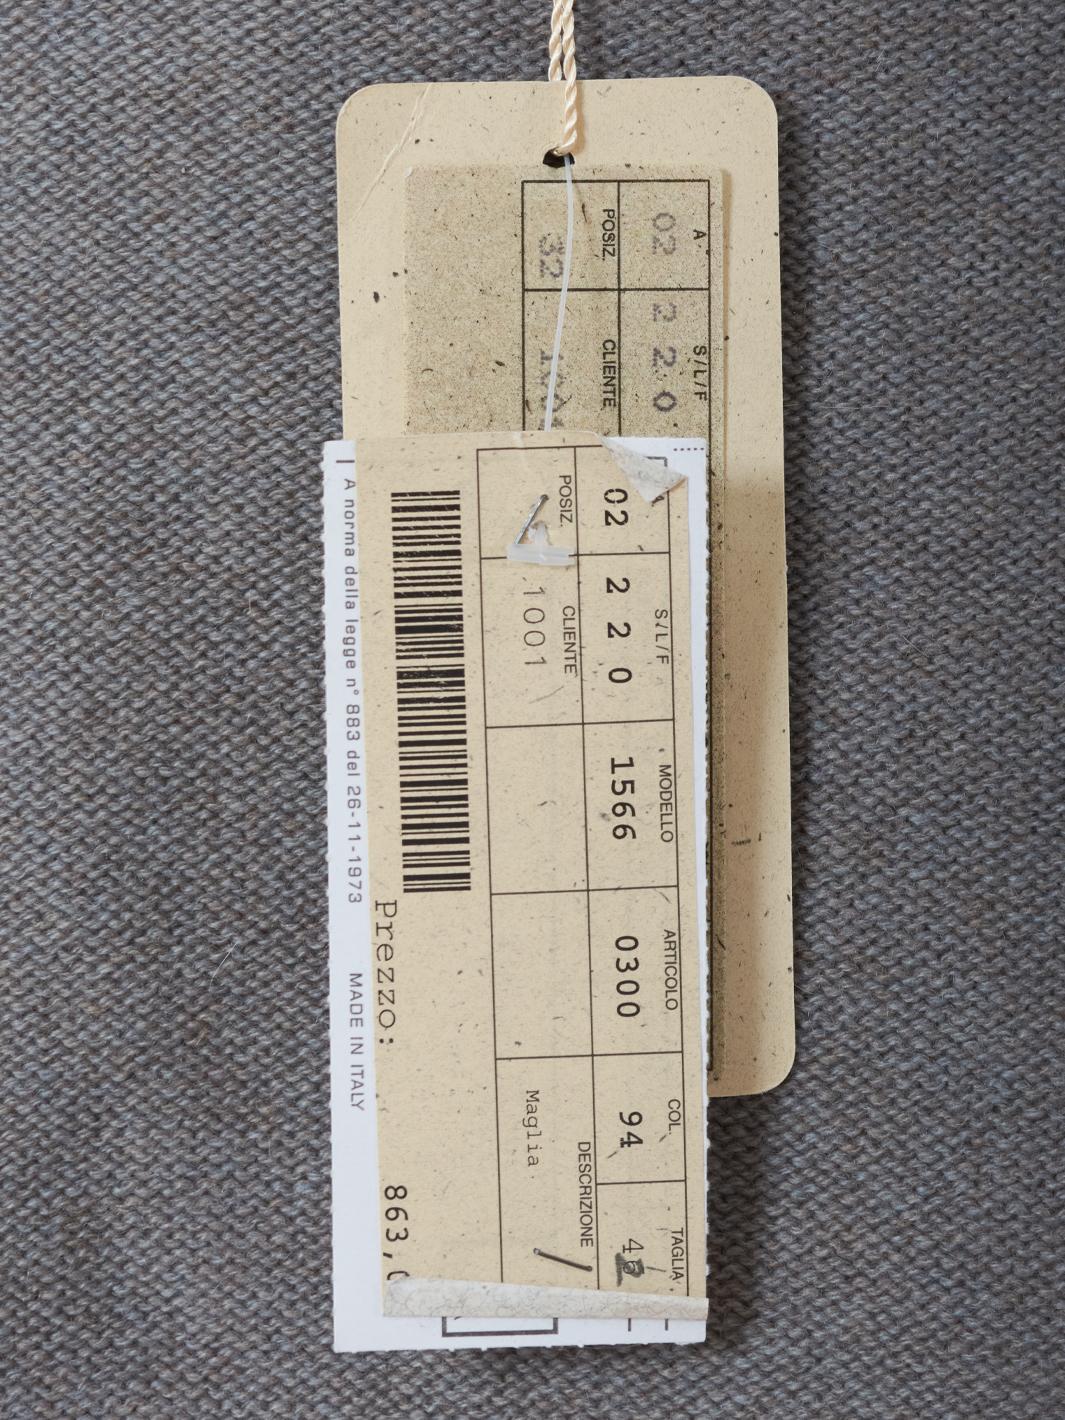 A S/L/F
02 2 2 0
POSIZ. CLIENTE
32
S/L/F MODELLO ARTICOLO COL. TAGLIA
02 2 2 0 1566 0300 94
POSIZ. CLIENTE DESCRIZIONE
1001 Maglia
Prezzo: 863,
A norma della legge n° 883 del 26-11-1973 MADE IN ITALY